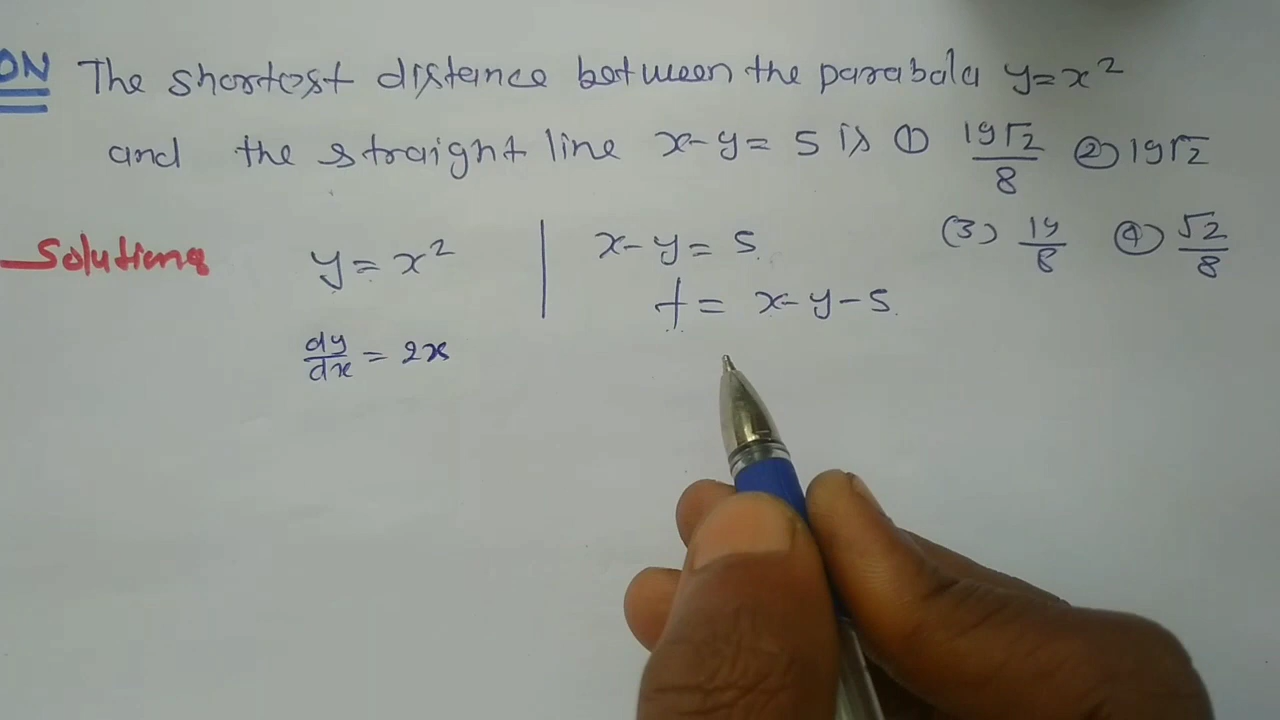 ON The shortest distance between the parabala y=x²
and the straight line x-y=5 is ① 19√2/8 ② 19√2
(3) 19/8 ④ √2/8
Solutions y=x² | x-y=5
f= x-y-5
dy/dx = 2x